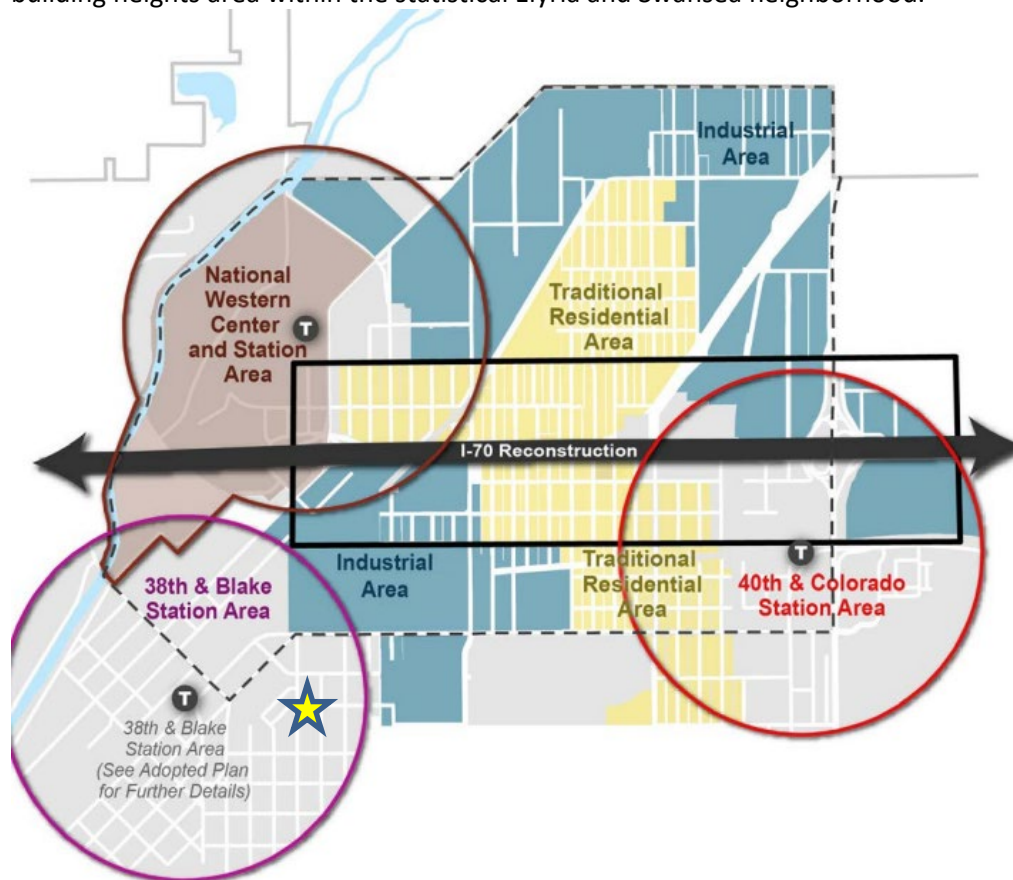 building heights area within the statistical Elyria and Swansea neighborhood.
Industrial
Area
National
Western
Center
and Station
Area
T
Traditional
Residential
Area
I-70 Reconstruction
38th & Blake
Station Area
Industrial
Area
Traditional
Residential
Area
T
40th & Colorado
Station Area
T
38th & Blake
Station Area
(See Adopted Plan
for Further Details)